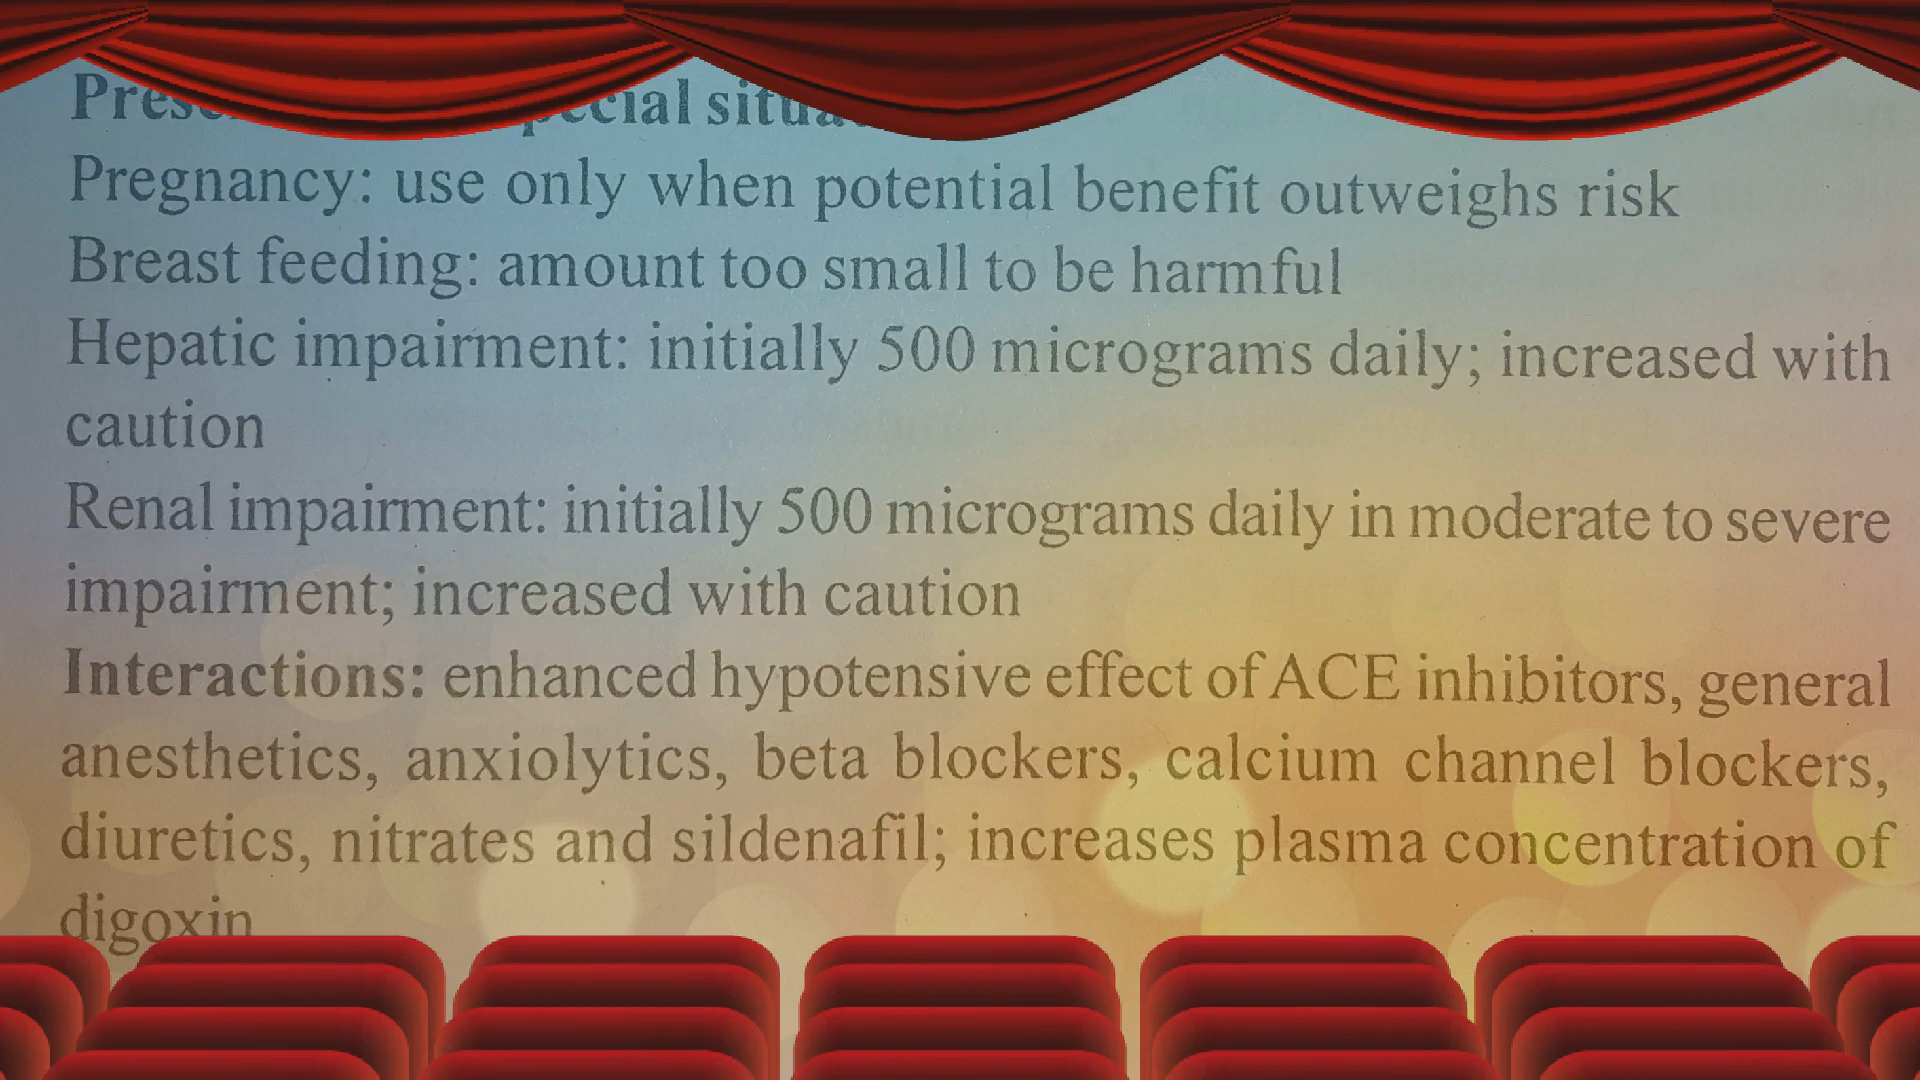 Pregnancy: use only when potential benefit outweighs risk
Breast feeding: amount too small to be harmful
Hepatic impairment: initially 500 micrograms daily; increased with
caution
Renal impairment: initially 500 micrograms daily in moderate to severe
impairment; increased with caution
Interactions: enhanced hypotensive effect of ACE inhibitors, general
anesthetics, anxiolytics, beta blockers, calcium channel blockers,
diuretics, nitrates and sildenafil; increases plasma concentration of
digoxin